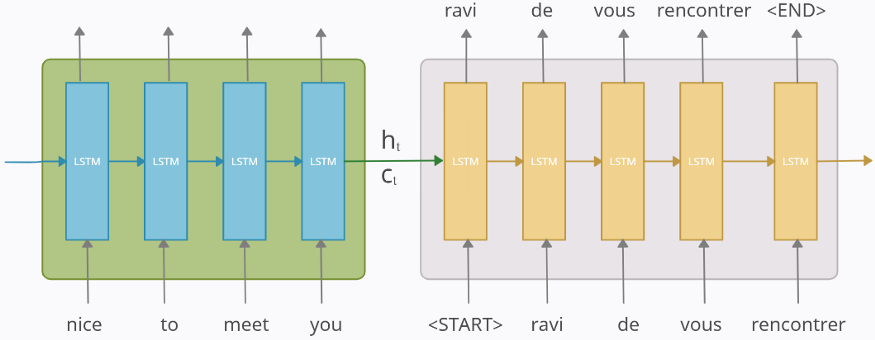 ravi de vous rencontrer <END>
LSTM LSTM LSTM LSTM
ht
ct
LSTM LSTM LSTM LSTM LSTM
nice to meet you
<START> ravi de vous rencontrer